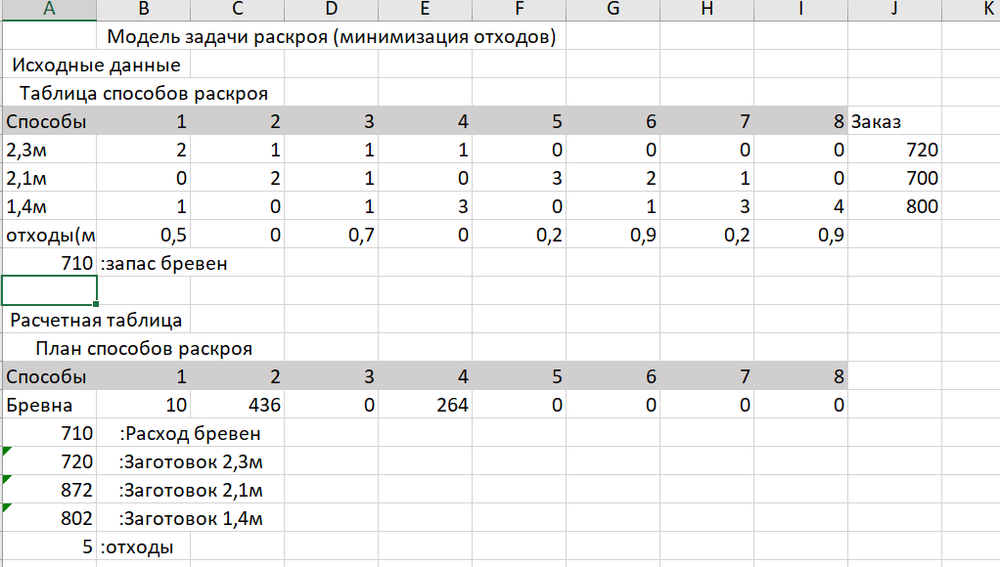 A B C D E F G H I J K
Модель задачи раскроя (минимизация отходов)
Исходные данные
Таблица способов раскроя
Способы 1 2 3 4 5 6 7 8 Заказ
2,3м 2 1 1 1 0 0 0 0 720
2,1м 0 2 1 0 3 2 1 0 700
1,4м 1 0 1 3 0 1 3 4 800
отходы(м 0,5 0 0,7 0 0,2 0,9 0,2 0,9
710 :запас бревен
Расчетная таблица
План способов раскроя
Способы 1 2 3 4 5 6 7 8
Бревна 10 436 0 264 0 0 0 0
710 :Расход бревен
720 :Заготовок 2,3м
872 :Заготовок 2,1м
802 :Заготовок 1,4м
5 :отходы